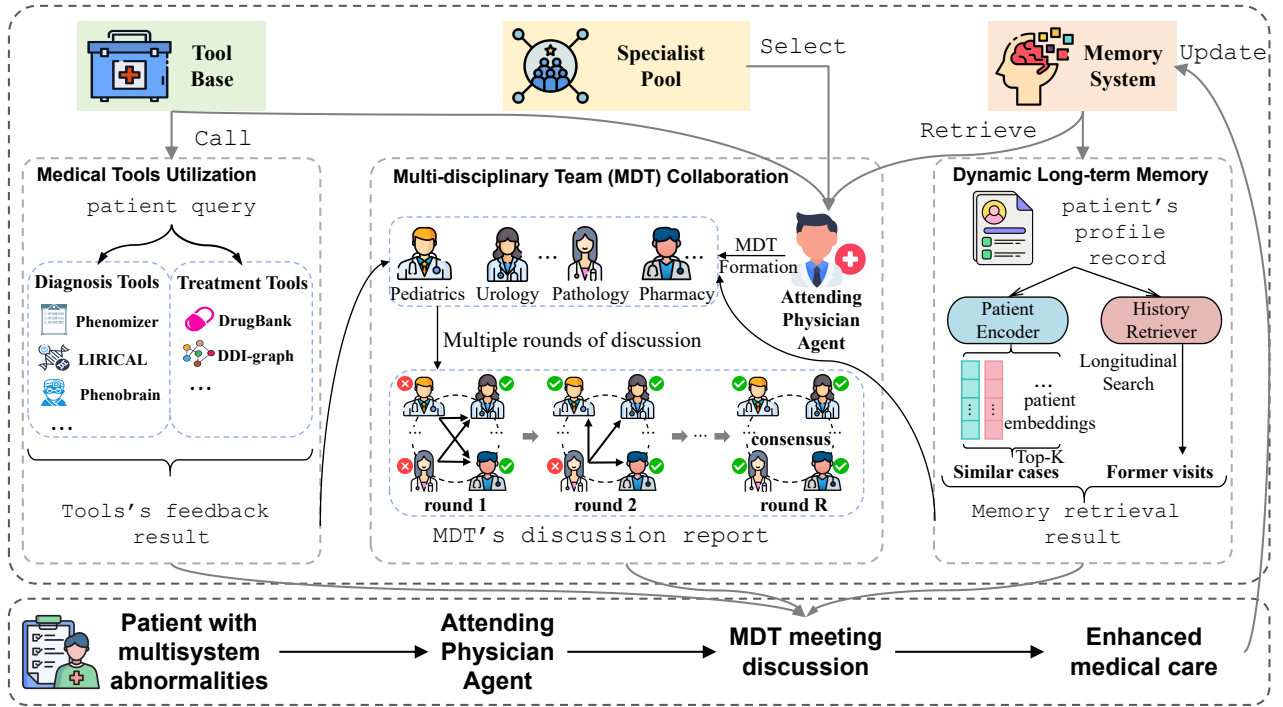 Tool
Base
Specialist
Pool
Select
Memory
System
Update
Call
Retrieve
Medical Tools Utilization
patient query
Diagnosis Tools
Phenomizer
LIRICAL
Phenobrain
...
Treatment Tools
DrugBank
DDI-graph
...
Tools's feedback
result
Multi-disciplinary Team (MDT) Collaboration
...
Pediatrics
Urology
Pathology
Pharmacy
MDT
Formation
Attending
Physician
Agent
Multiple rounds of discussion
...
consensus
round 1
round 2
round R
MDT's discussion report
Dynamic Long-term Memory
patient's
profile
record
Patient
Encoder
History
Retriever
Longitudinal
Search
...
patient
embeddings
Top-K
Similar cases
Former visits
Memory retrieval
result
Patient with
multisystem
abnormalities
Attending
Physician
Agent
MDT meeting
discussion
Enhanced
medical care